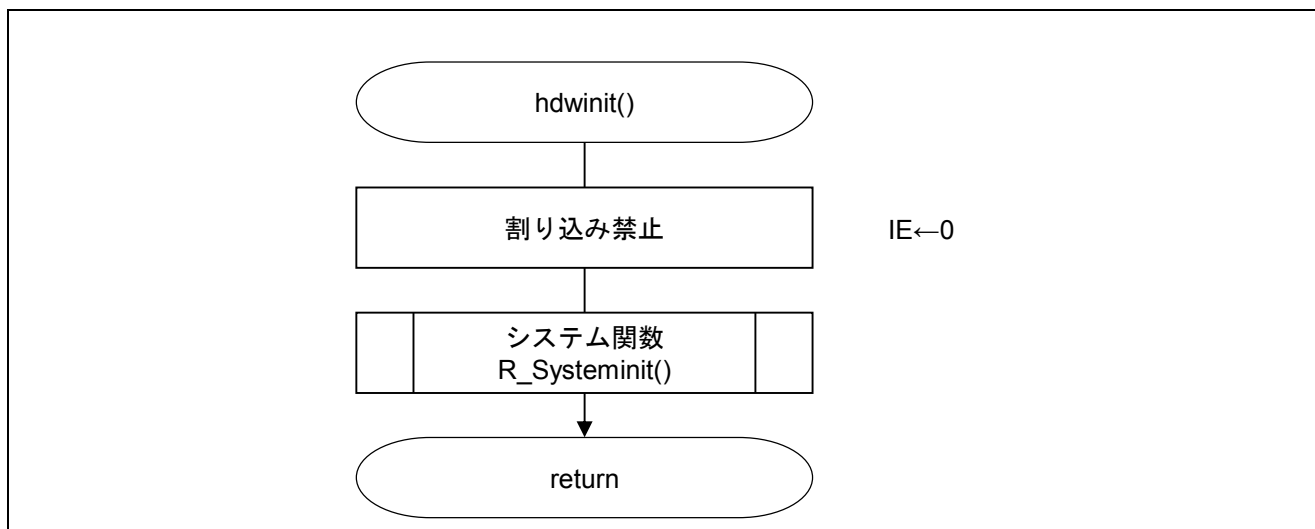 hdwinit()
割り込み禁止
IE←0
システム関数
R_Systeminit()
return